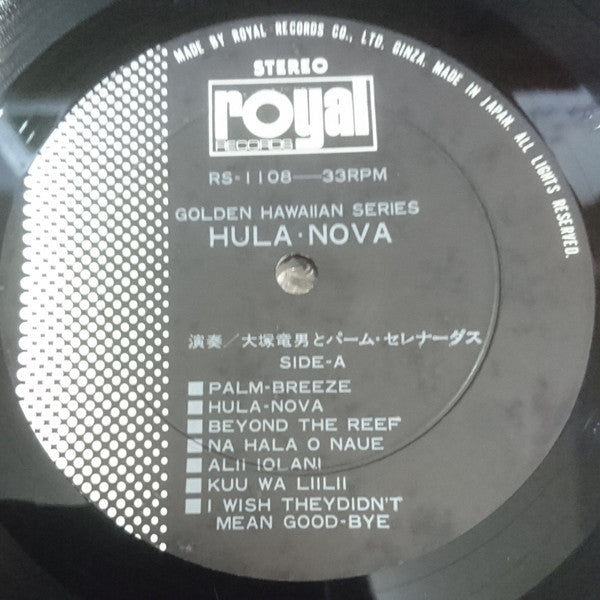 MADE BY ROYAL RECORDS CO., LTD. GINZA. MADE IN JAPAN. ALL RIGHTS RESERVED.
STEREO
royal
RECORDS
RS-1108—33RPM
GOLDEN HAWAIIAN SERIES
HULA·NOVA
演奏／大塚竜男とパーム・セレナーダス
SIDE-A
PALM-BREEZE
HULA-NOVA
BEYOND THE REEF
NA HALA O NAUE
ALII IOLANI
KUU WA LIILII
I WISH THEYDIDN'T
MEAN GOOD-BYE